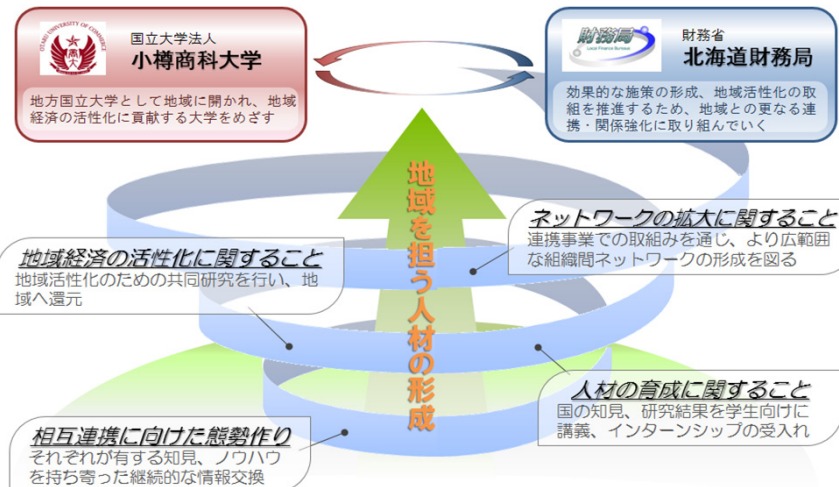 国立大学法人
小樽商科大学
地方国立大学として地域に開かれ、地域
経済の活性化に貢献する大学をめざす
OTARU UNIVERSITY OF COMMERCE
財務局
Local Finance Bureau
財務省
北海道財務局
効果的な施策の形成、地域活性化の取
組を推進するため、地域との更なる連
携・関係強化に取り組んでいく
地域を担う人材の形成
ネットワークの拡大に関すること
連携事業での取組みを通じ、より広範囲
な組織間ネットワークの形成を図る
地域経済の活性化に関すること
地域活性化のための共同研究を行い、地
域へ還元
人材の育成に関すること
国の知見、研究結果を学生向けに
講義、インターンシップの受入れ
相互連携に向けた態勢作り
それぞれが有する知見、ノウハウ
を持ち寄った継続的な情報交換